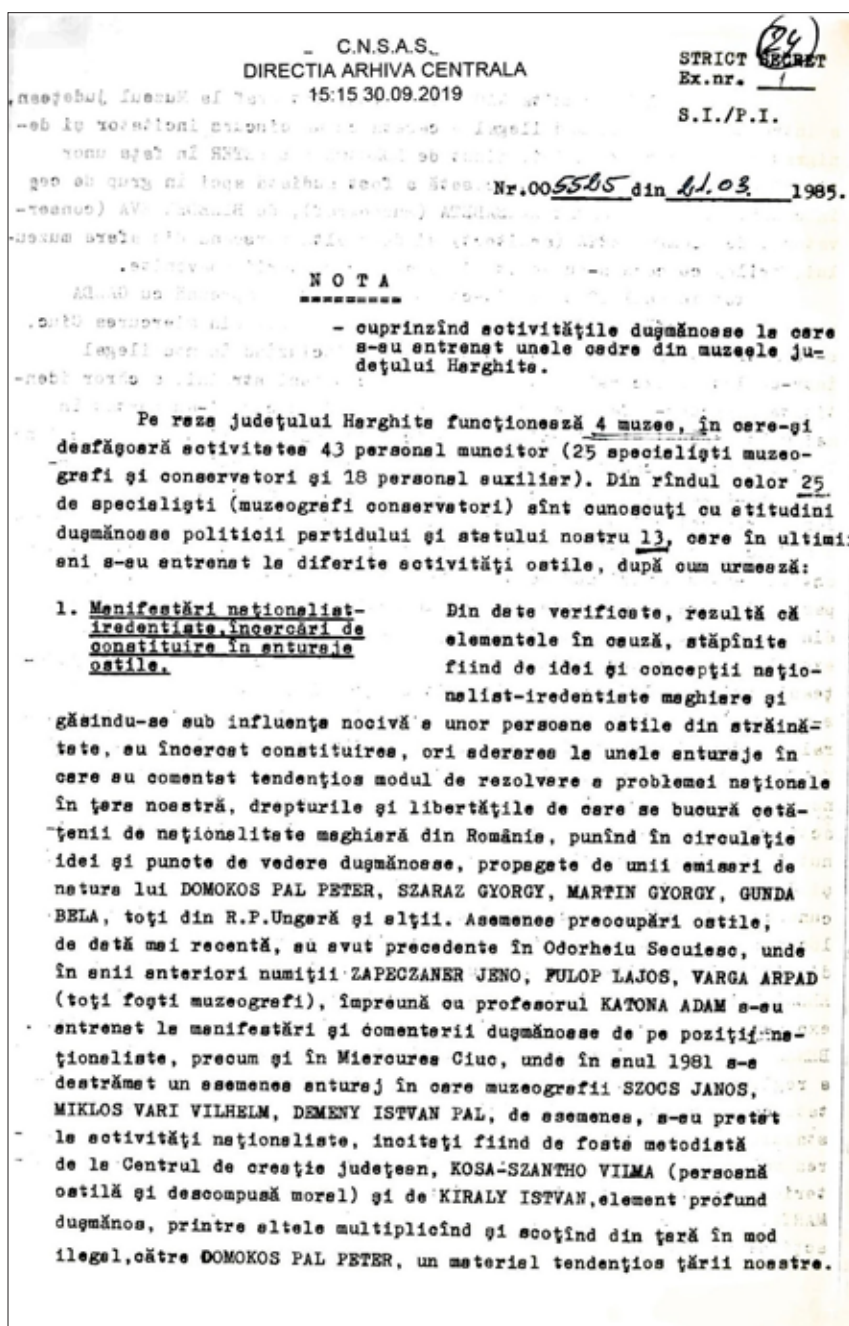 C.N.S.A.S.
DIRECTIA ARHIVA CENTRALA
15:15 30.09.2019
(24)
STRICT SECRET
Ex.nr. 1
S.I./P.I.
Nr.00 5525 din 21.03. 1985.
N O T A
=========
- cuprinzînd activitățile dușmănoase la care
s-au antrenat unele cadre din muzeele ju-
dețului Harghita.
Pe raza județului Harghita funcționează 4 muzee, în care-și
desfășoară activitatea 43 personal muncitor (25 specialiști muzeo-
grafi și conservatori și 18 personal auxiliar). Din rîndul celor 25
de specialiști (muzeografi conservatori) sînt cunoscuți cu atitudini
dușmănoase politicii partidului și statului nostru 13, care în ultimi
ani s-au antrenat la diferite activități ostile, după cum urmează:
1. Manifestări naționalist-
iredentiste,încercări de
constituire în anturaje
ostile.
Din date verificate, rezultă că
elementele în cauză, stăpînite
fiind de idei și concepții națio-
nalist-iredentiste maghiare și
găsindu-se sub influența nocivă a unor persoane ostile din străină-
tate, au încercat constituirea, ori aderarea la unele anturaje în
care au comentat tendențios modul de rezolvare a problemei naționale
în țara noastră, drepturile și libertățile de care se bucură cetă-
țenii de naționalitate maghiară din România, punînd în circulație
idei și puncte de vedere dușmănoase, propagate de unii emisari de
natura lui DOMOKOS PAL PETER, SZARAZ GYORGY, MARTIN GYORGY, GUNDA
BELA, toți din R.P.Ungară și alții. Asemenea preocupări ostile,
de dată mai recentă, au avut precedente în Odorheiu Secuiesc, unde
în anii anteriori numiții ZAPECZANER JENO, FULOP LAJOS, VARGA ARPAD
(toți foști muzeografi), împreună cu profesorul KATONA ADAM s-au
antrenat la manifestări și comentarii dușmănoase de pe poziții na-
ționaliste, precum și în Miercurea Ciuc, unde în anul 1981 s-a
destrămat un asemenea anturaj în care muzeografii SZOCS JANOS,
MIKLOS VARI VILHELM, DEMENY ISTVAN PAL, de asemenea, s-au pretat
la activități naționaliste, incitați fiind de fosta metodistă
de la Centrul de creație județean, KOSA-SZANTHO VILMA (persoană
ostilă și descompusă moral) și de KIRALY ISTVAN,element profund
dușmănos, printre altele multiplicînd și scoțînd din țară în mod
ilegal,către DOMOKOS PAL PETER, un material tendențios țării noastre.